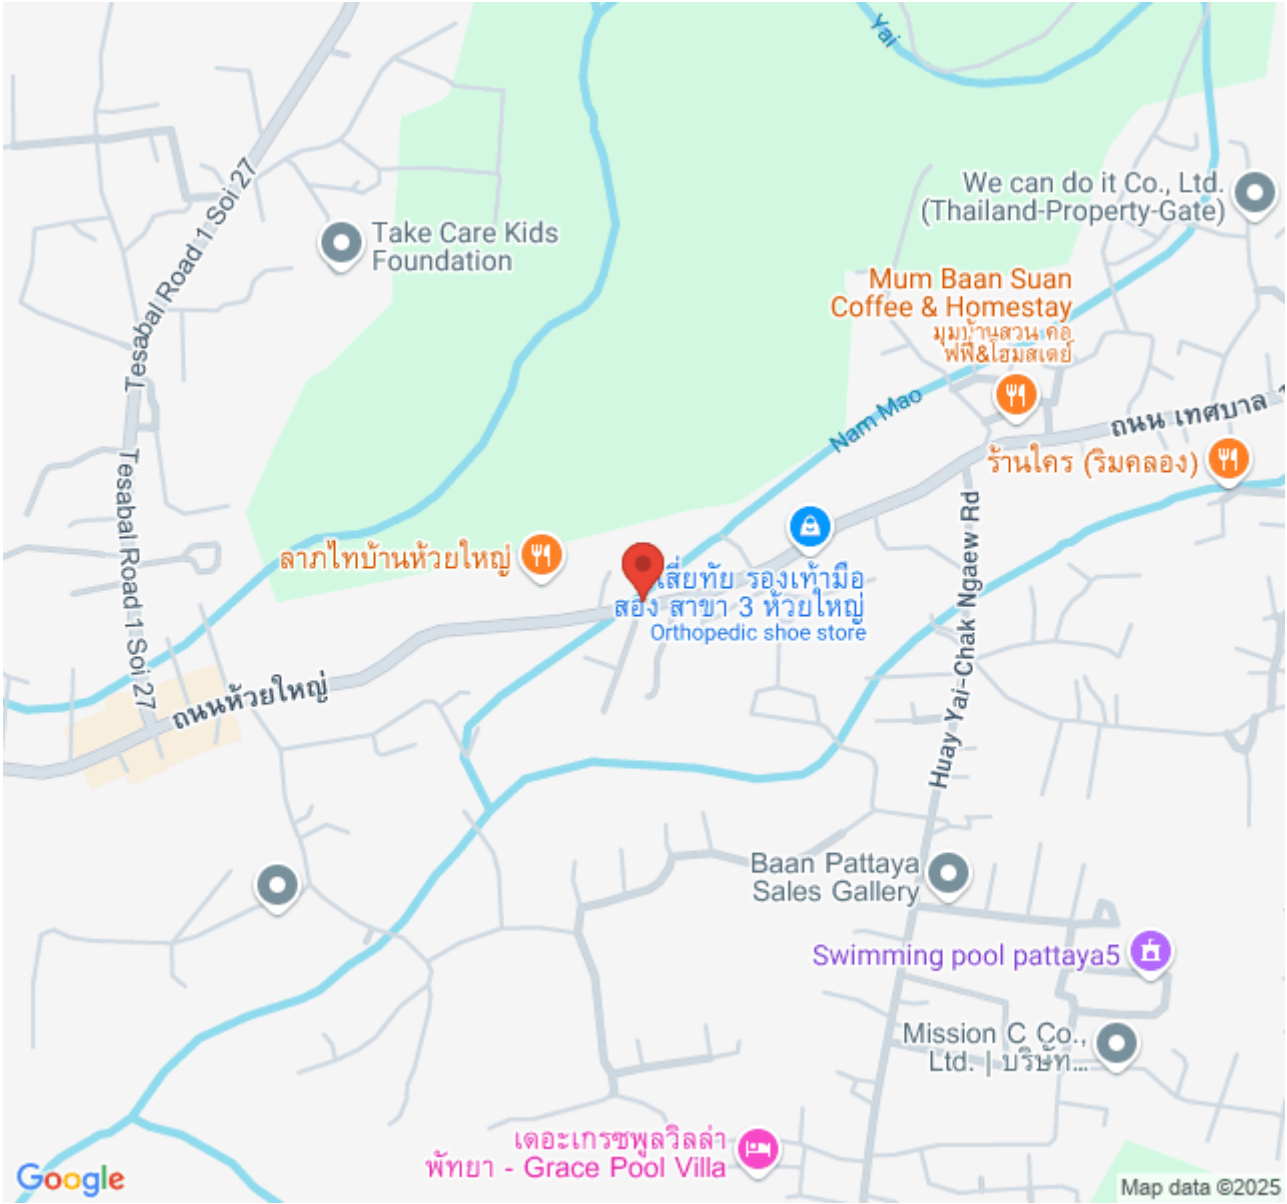 Yai
We can do it Co., Ltd.
(Thailand-Property-Gate)
Tesabal Road 1 Soi 27
Take Care Kids
Foundation
Mum Baan Suan
Coffee & Homestay
มุมบ้านสวน คอ
ฟฟี่&โฮมสเตย์
Nam Mao
ถนน เทศบาล 1
ร้านใคร (ริมคลอง)
Tesabal Road 1 Soi 27
ลาภไทบ้านห้วยใหญ่
เสี่ยทัย รองเท้ามือ
สอง สาขา 3 ห้วยใหญ่
Orthopedic shoe store
Huay Yai-Chak Ngaew Rd
ถนนห้วยใหญ่
Baan Pattaya
Sales Gallery
Swimming pool pattaya5
Mission C Co.,
Ltd. | บริษัท...
เดอะเกรซพูลวิลล่า
พัทยา - Grace Pool Villa
Google
Map data ©2025